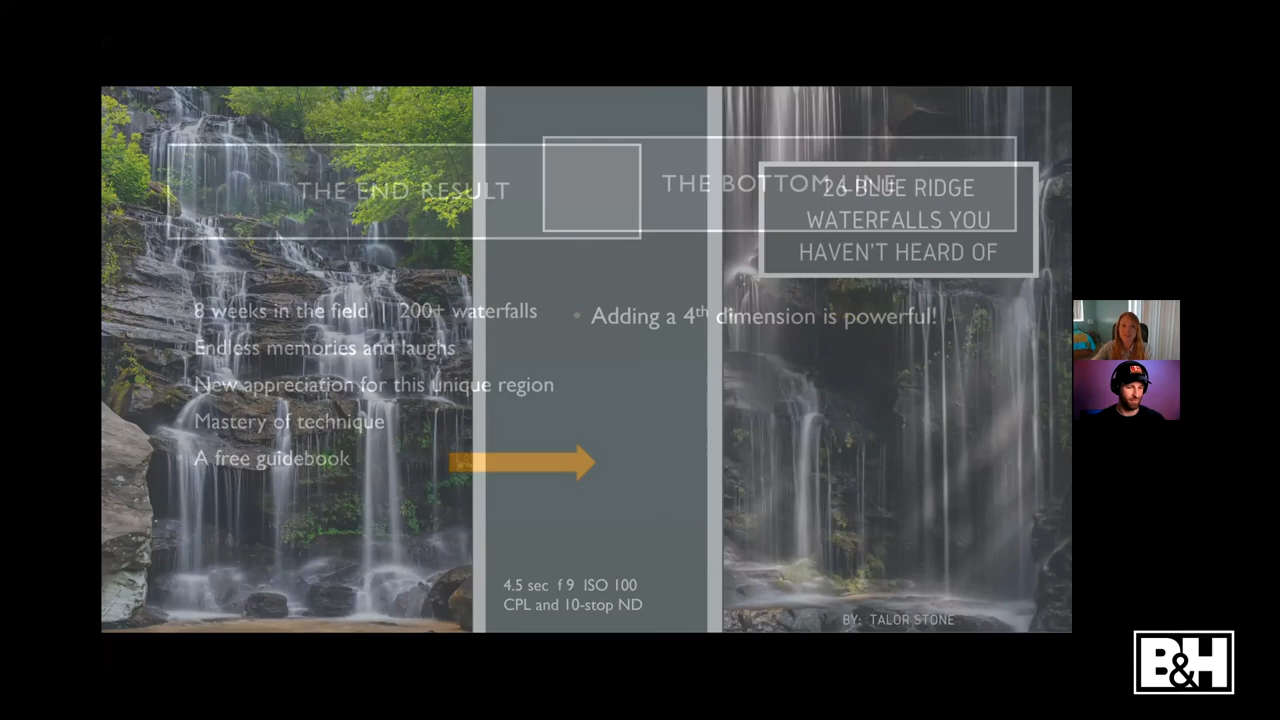 THE END RESULT
THE BOTTOM LINE
26 BLUE RIDGE
WATERFALLS YOU
HAVEN'T HEARD OF
8 weeks in the field | 200+ waterfalls
Endless memories and laughs
New appreciation for this unique region
Mastery of technique
A free guidebook
• Adding a 4th dimension is powerful!
4.5 sec f 9 ISO 100
CPL and 10-stop ND
BY: TALOR STONE
B&H